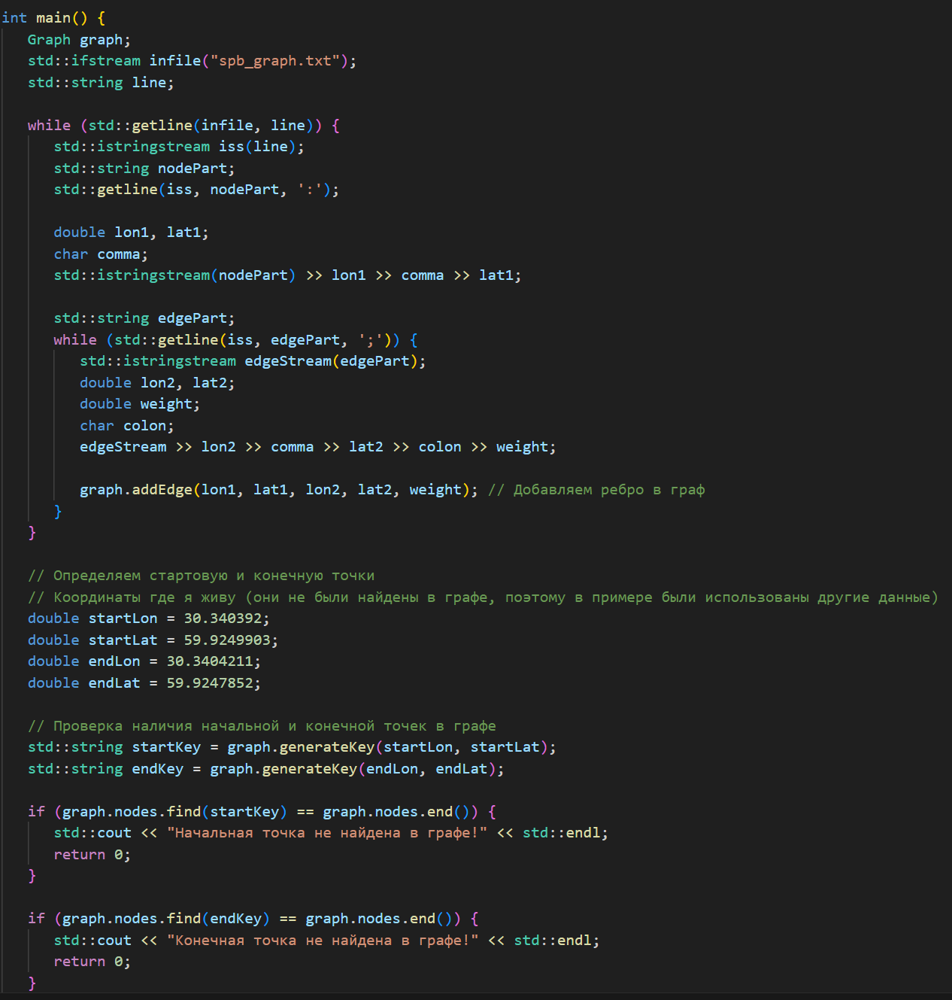 int main() {
Graph graph;
std::ifstream infile("spb_graph.txt");
std::string line;
while (std::getline(infile, line)) {
std::istringstream iss(line);
std::string nodePart;
std::getline(iss, nodePart, ':');
double lon1, lat1;
char comma;
std::istringstream(nodePart) >> lon1 >> comma >> lat1;
std::string edgePart;
while (std::getline(iss, edgePart, ';')) {
std::istringstream edgeStream(edgePart);
double lon2, lat2;
double weight;
char colon;
edgeStream >> lon2 >> comma >> lat2 >> colon >> weight;
graph.addEdge(lon1, lat1, lon2, lat2, weight); // Добавляем ребро в граф
}
}
// Определяем стартовую и конечную точки
// Координаты где я живу (они не были найдены в графе, поэтому в примере были использованы другие данные)
double startLon = 30.340392;
double startLat = 59.9249903;
double endLon = 30.3404211;
double endLat = 59.9247852;
// Проверка наличия начальной и конечной точек в графе
std::string startKey = graph.generateKey(startLon, startLat);
std::string endKey = graph.generateKey(endLon, endLat);
if (graph.nodes.find(startKey) == graph.nodes.end()) {
std::cout << "Начальная точка не найдена в графе!" << std::endl;
return 0;
}
if (graph.nodes.find(endKey) == graph.nodes.end()) {
std::cout << "Конечная точка не найдена в графе!" << std::endl;
return 0;
}